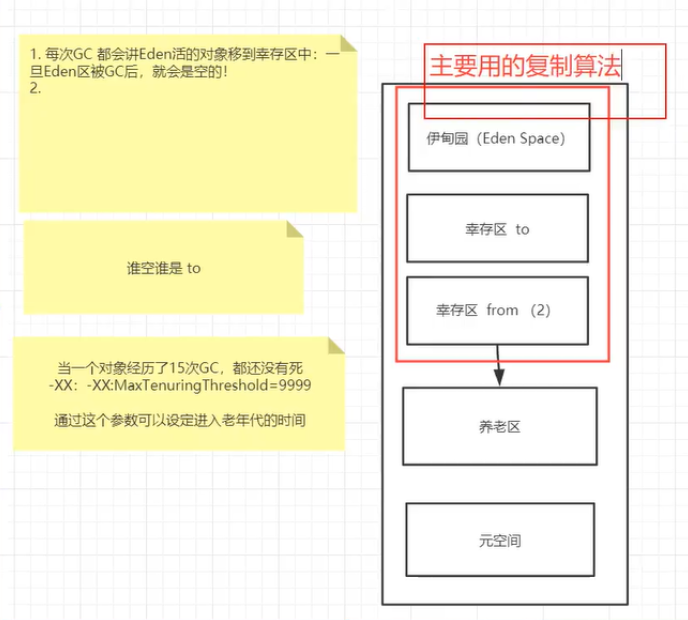 1. 每次GC 都会讲Eden活的对象移到幸存区中：一
旦Eden区被GC后，就会是空的！
2.
谁空谁是 to
当一个对象经历了15次GC，都还没有死
-XX：-XX:MaxTenuringThreshold=9999
通过这个参数可以设定进入老年代的时间
主要用的复制算法
伊甸园（Eden Space）
幸存区 to
幸存区 from （2）
养老区
元空间